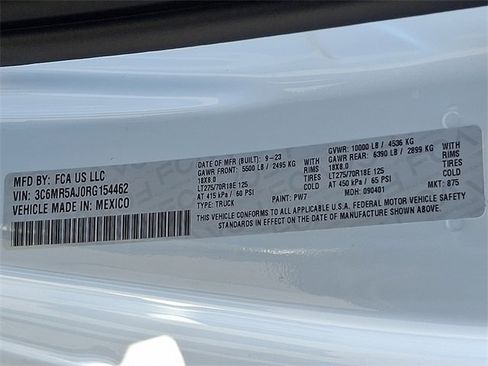 MFD BY: FCA US LLC
VIN: 3C6MR5AJ0RG154462
VEHICLE MADE IN: MEXICO
DATE OF MFR (BUILT): 9-23
GAWR FRONT: 5500 LB / 2495 KG
18X8.0 WITH RIMS
LT275/70R18E 125 TIRES
AT 415 kPa / 60 PSI COLD
TYPE: TRUCK
PAINT: PW7
GVWR: 10000 LB / 4536 KG
GAWR REAR: 6390 LB / 2899 KG
18X8.0 WITH RIMS
LT275/70R18E 125 TIRES
AT 450 kPa / 65 PSI COLD
MDH: 090401 MKT: 875
THIS VEHICLE CONFORMS TO ALL APPLICABLE U.S.A. FEDERAL MOTOR VEHICLE SAFETY
STANDARDS IN EFFECT ON THE DATE OF MANUFACTURE SHOWN ABOVE.